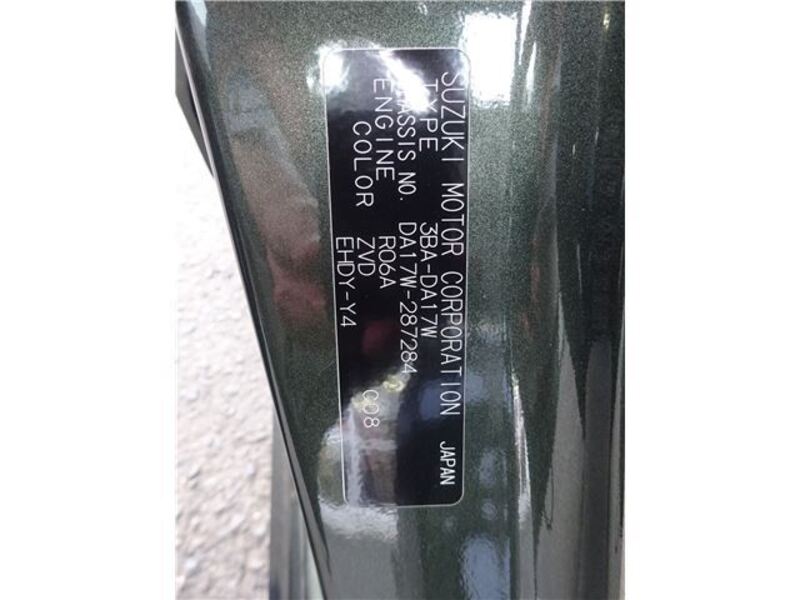 SUZUKI MOTOR CORPORATION JAPAN
TYPE 3BA-DA17W
CHASSIS NO. DA17W-287284
ENGINE R06A
COLOR ZVD C08
EHDY-Y4